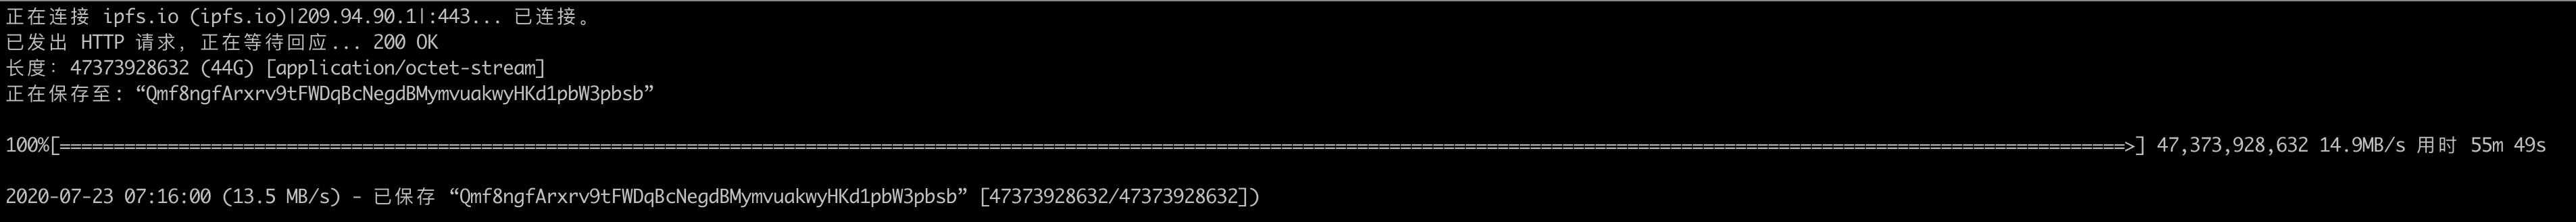 正在连接 ipfs.io (ipfs.io)|209.94.90.1|:443... 已连接。
已发出 HTTP 请求，正在等待回应... 200 OK
长度：47373928632 (44G) [application/octet-stream]
正在保存至: “Qmf8ngfArxrv9tFWDqBcNegdBMymvuakwyHKd1pbW3pbsb”
100%[==========================================================================================================================================================================================================>] 47,373,928,632 14.9MB/s 用时 55m 49s
2020-07-23 07:16:00 (13.5 MB/s) - 已保存 “Qmf8ngfArxrv9tFWDqBcNegdBMymvuakwyHKd1pbW3pbsb” [47373928632/47373928632])